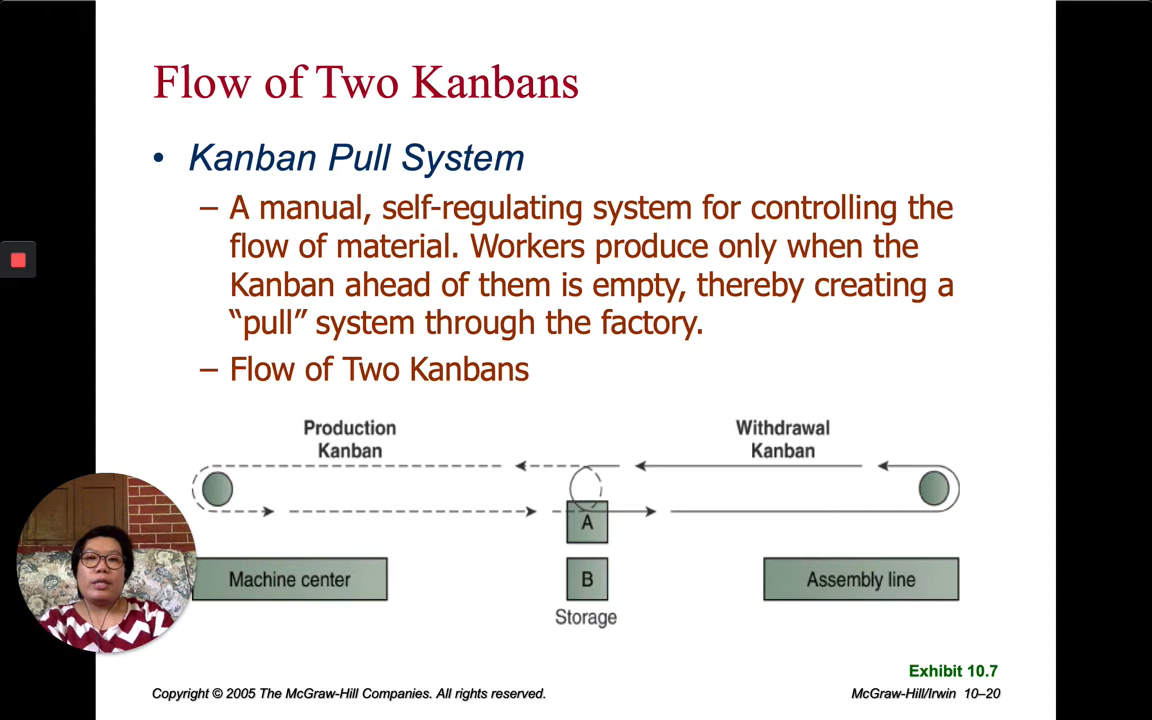 Flow of Two Kanbans
• Kanban Pull System
– A manual, self-regulating system for controlling the
flow of material. Workers produce only when the
Kanban ahead of them is empty, thereby creating a
“pull” system through the factory.
– Flow of Two Kanbans
Production
Kanban
Withdrawal
Kanban
A
Machine center
B
Assembly line
Storage
Exhibit 10.7
Copyright © 2005 The McGraw-Hill Companies. All rights reserved.
McGraw-Hill/Irwin 10–20